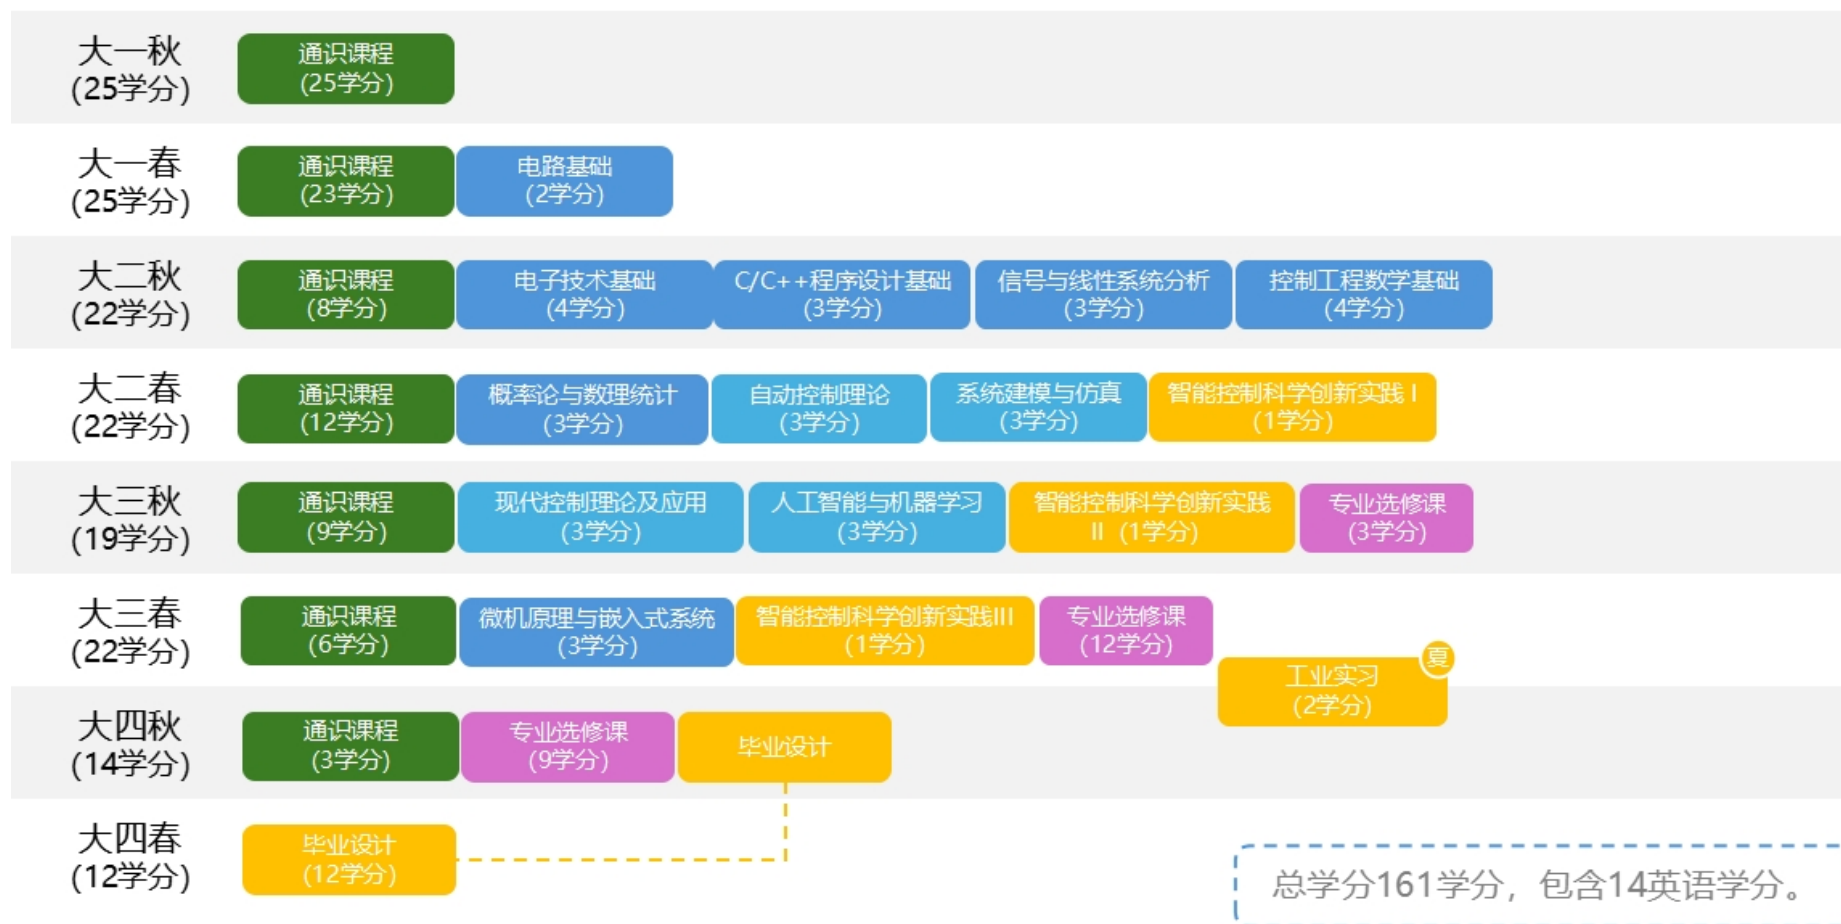 大一秋
(25学分)
通识课程
(25学分)
大一春
(25学分)
通识课程
(23学分)
电路基础
(2学分)
大二秋
(22学分)
通识课程
(8学分)
电子技术基础
(4学分)
C/C++程序设计基础
(3学分)
信号与线性系统分析
(3学分)
控制工程数学基础
(4学分)
大二春
(22学分)
通识课程
(12学分)
概率论与数理统计
(3学分)
自动控制理论
(3学分)
系统建模与仿真
(3学分)
智能控制科学创新实践 I
(1学分)
大三秋
(19学分)
通识课程
(9学分)
现代控制理论及应用
(3学分)
人工智能与机器学习
(3学分)
智能控制科学创新实践
II (1学分)
专业选修课
(3学分)
大三春
(22学分)
通识课程
(6学分)
微机原理与嵌入式系统
(3学分)
智能控制科学创新实践III
(1学分)
专业选修课
(12学分)
夏
工业实习
(2学分)
大四秋
(14学分)
通识课程
(3学分)
专业选修课
(9学分)
毕业设计
大四春
(12学分)
毕业设计
(12学分)
总学分161学分，包含14英语学分。